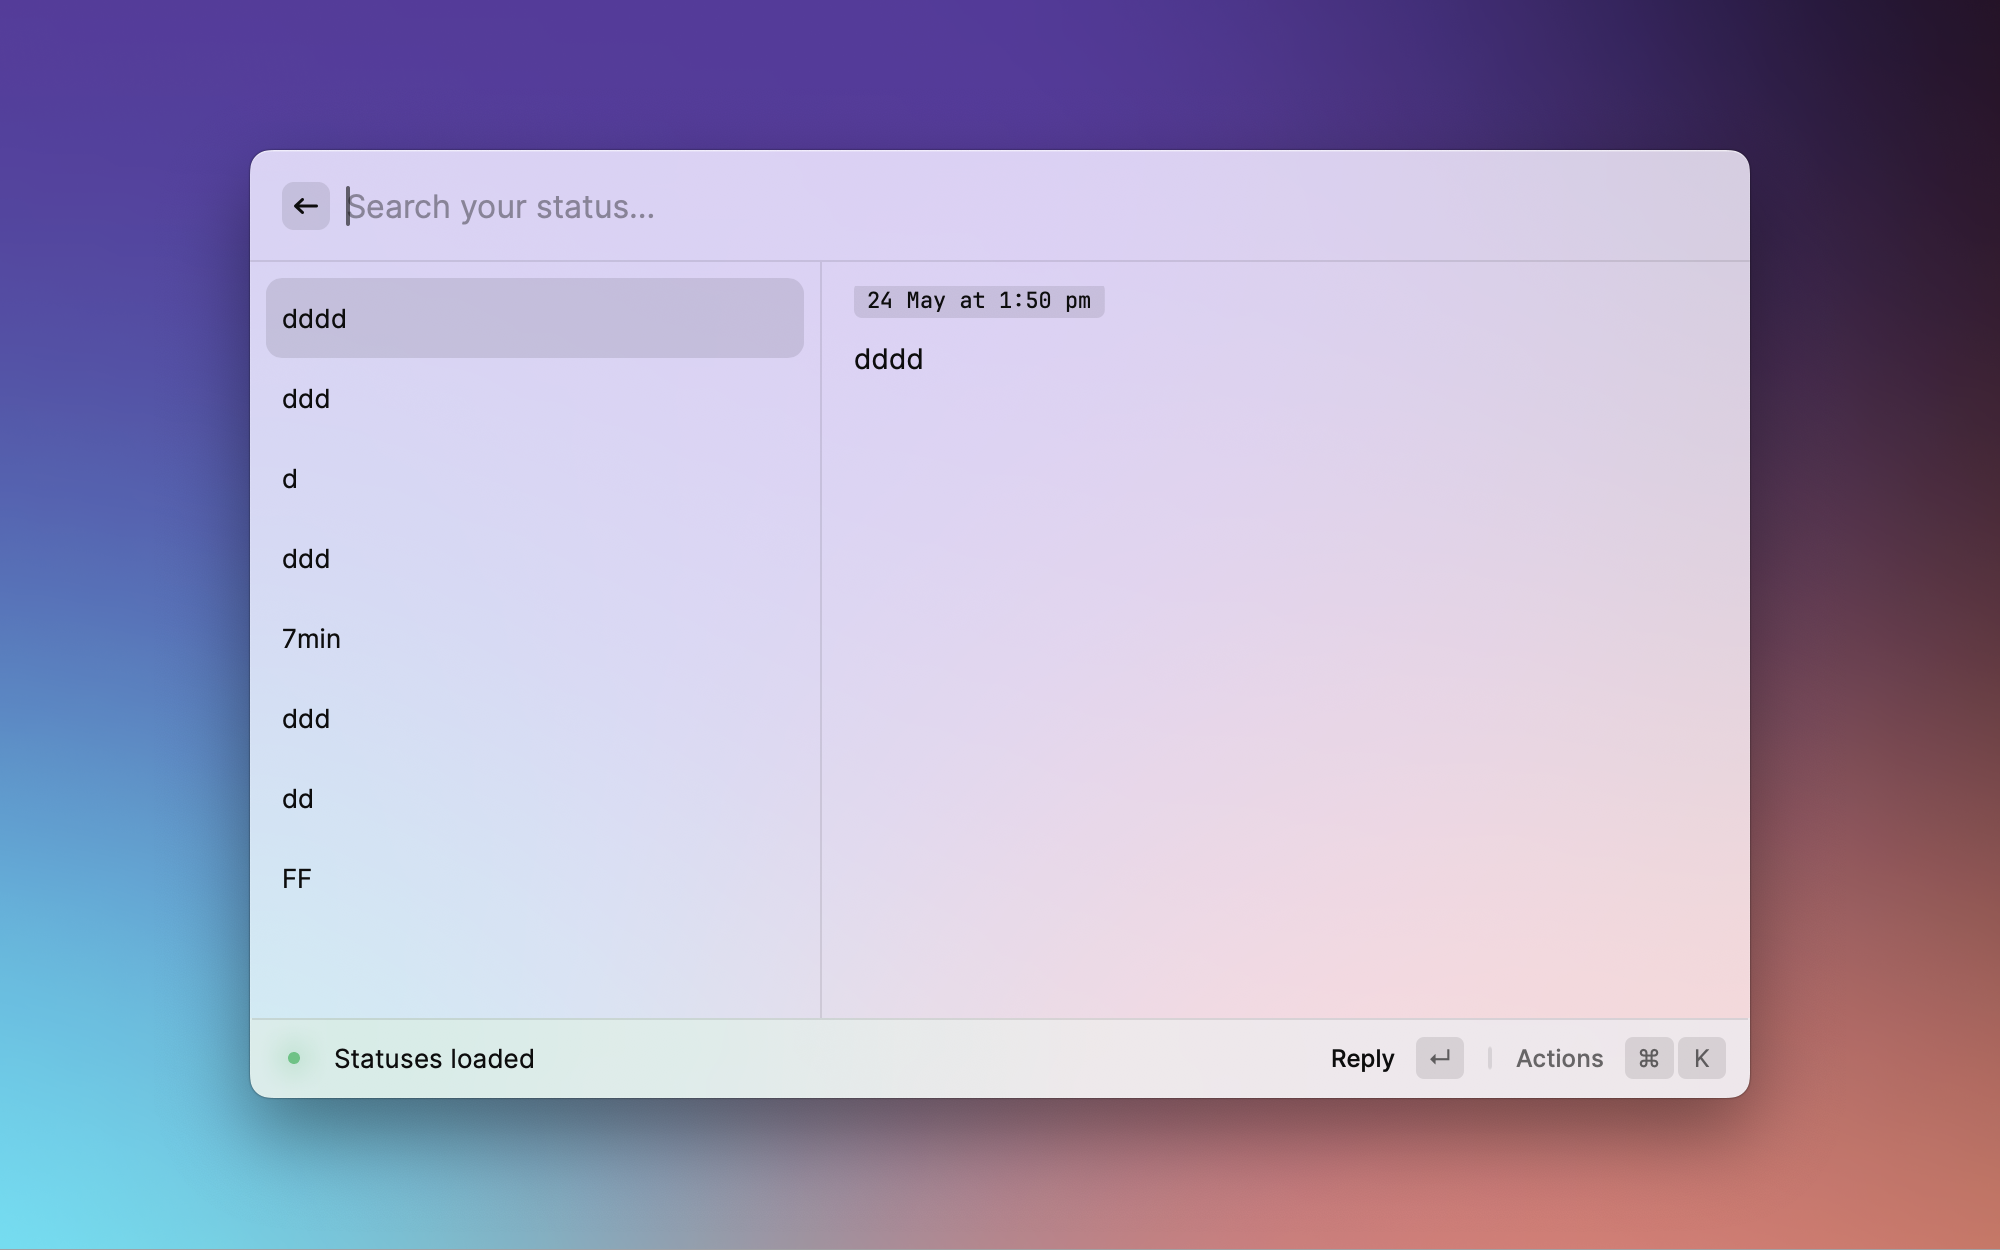 Search your status...
dddd
ddd
d
ddd
7min
ddd
dd
FF
24 May at 1:50 pm
dddd
Statuses loaded
Reply ↵ Actions ⌘ K